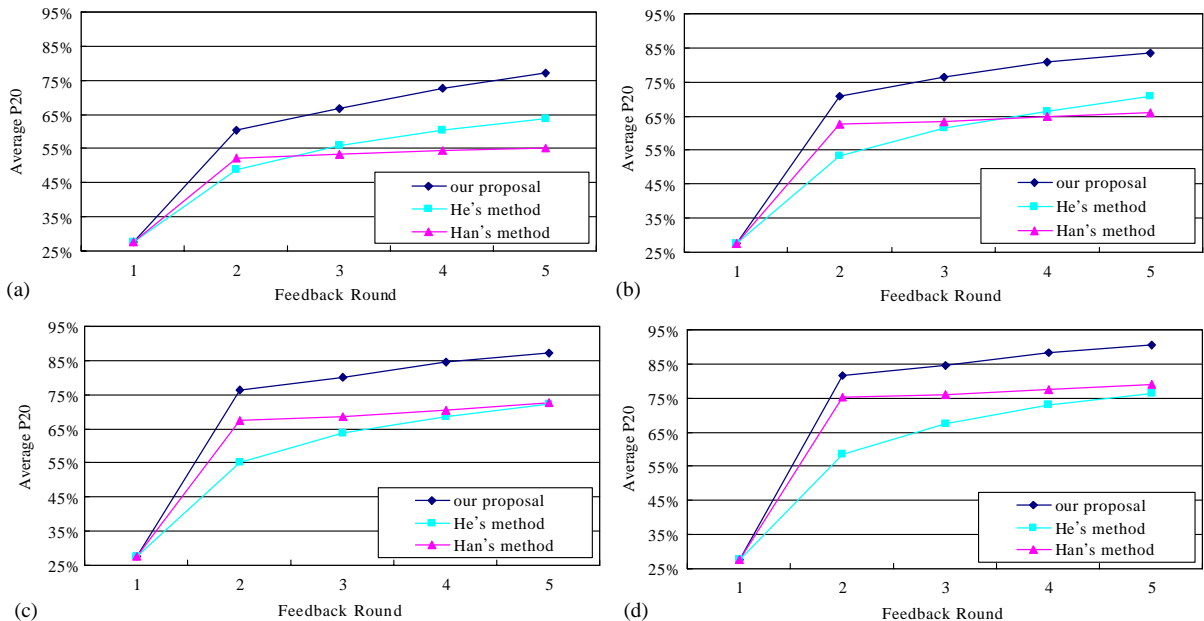 95%
85%
75%
65%
55%
45%
35%
25%
Average P20
1 2 3 4 5
Feedback Round
our proposal
He's method
Han's method
(a)
95%
85%
75%
65%
55%
45%
35%
25%
Average P20
1 2 3 4 5
Feedback Round
our proposal
He's method
Han's method
(b)
95%
85%
75%
65%
55%
45%
35%
25%
Average P20
1 2 3 4 5
Feedback Round
our proposal
He's method
Han's method
(c)
95%
85%
75%
65%
55%
45%
35%
25%
Average P20
1 2 3 4 5
Feedback Round
our proposal
He's method
Han's method
(d)